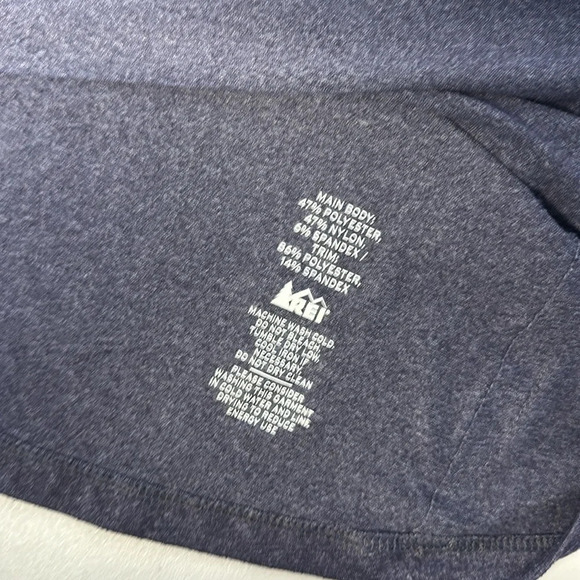 MAIN BODY:
47% POLYESTER,
47% NYLON,
6% SPANDEX /
TRIM:
86% POLYESTER,
14% SPANDEX
REI
MACHINE WASH COLD,
DO NOT BLEACH,
TUMBLE DRY LOW,
COOL IRON IF
NECESSARY,
DO NOT DRY CLEAN
PLEASE CONSIDER
WASHING THIS GARMENT
IN COLD WATER AND LINE
DRYING TO REDUCE
ENERGY USE